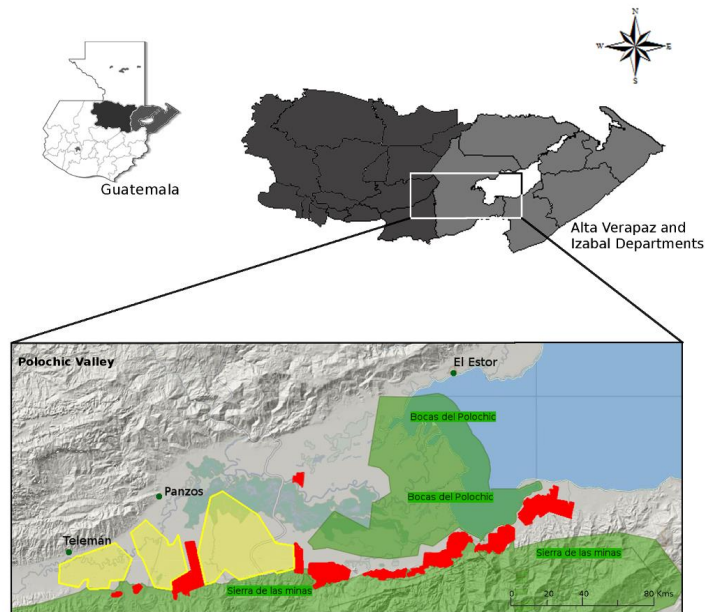 N
W
E
S
Guatemala
Alta Verapaz and
Izabal Departments
Polochic Valley
El Estor
Bocas del Polochic
Panzos
Bocas del Polochic
Telemán
Sierra de las minas
Sierra de las minas
0 20 40 80 Kms